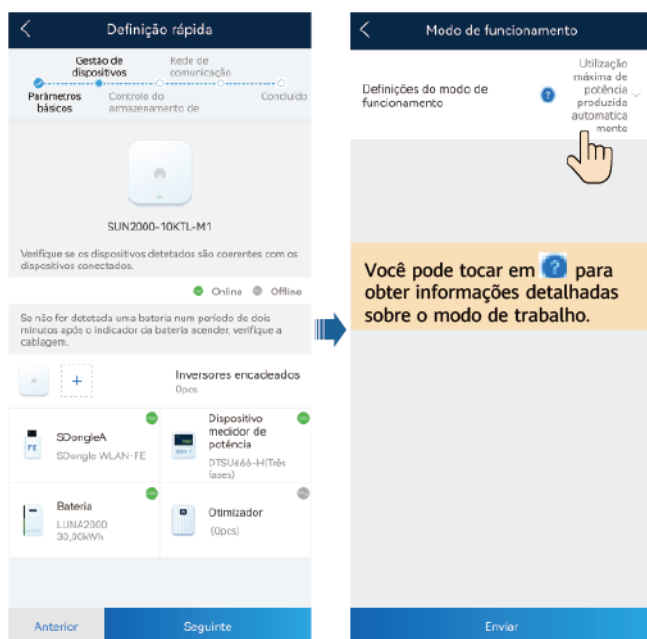 Definição rápida
Gestão de
dispositivos
Rede de
comunicação
Parâmetros
básicos
Controlo do
armazenamento de
Concluído
SUN2000-10KTL-M1
Verifique se os dispositivos detetados são coerentes com os
dispositivos conectados.
Online
Offline
Se não for detetada uma bateria num período de dois
minutos após o indicador da bateria acender, verifique a
cablagem.
+
Inversores encadeados
0pcs
SDongleA
SDongle WLAN-FE
Dispositivo
medidor de
potência
DTSU666-H(Três
fases)
Bateria
LUNA2000
30,00kWh
Otimizador
(0pcs)
Anterior
Seguinte
Modo de funcionamento
Definições do modo de
funcionamento
?
Utilização
máxima de
potência
produzida
automatica
mente
Você pode tocar em ? para
obter informações detalhadas
sobre o modo de trabalho.
Enviar